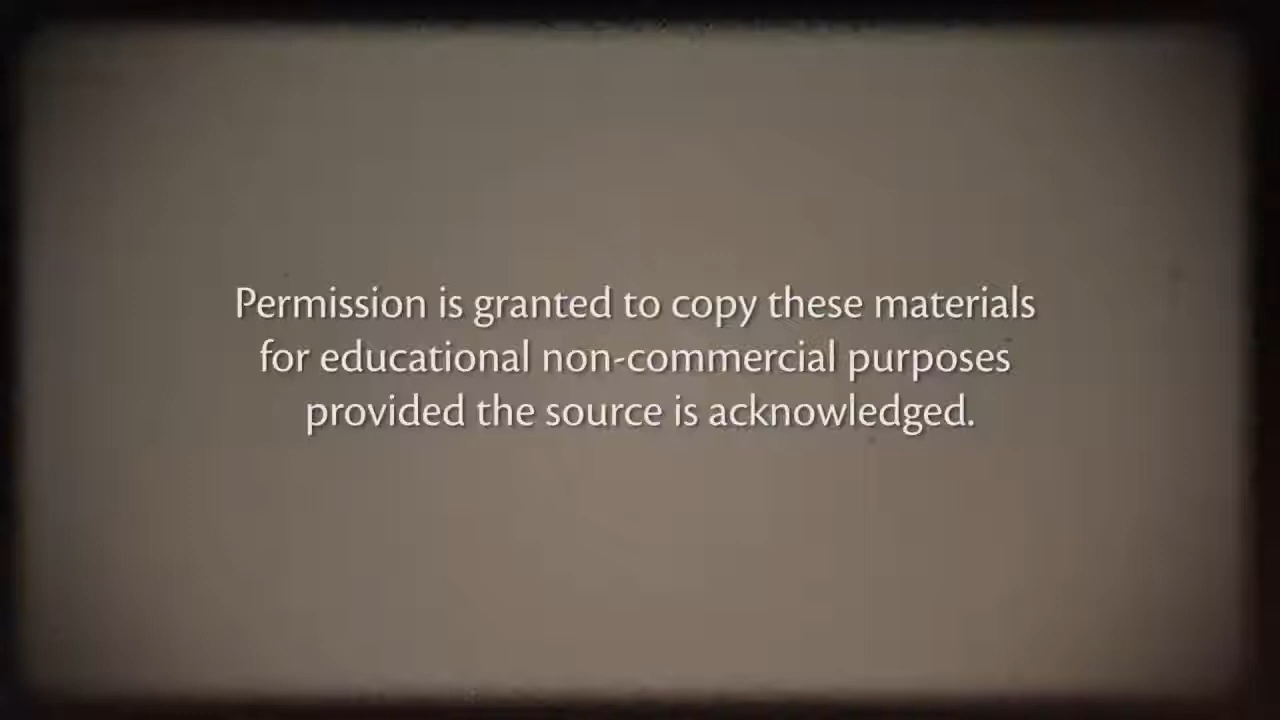 Permission is granted to copy these materials
for educational non-commercial purposes
provided the source is acknowledged.